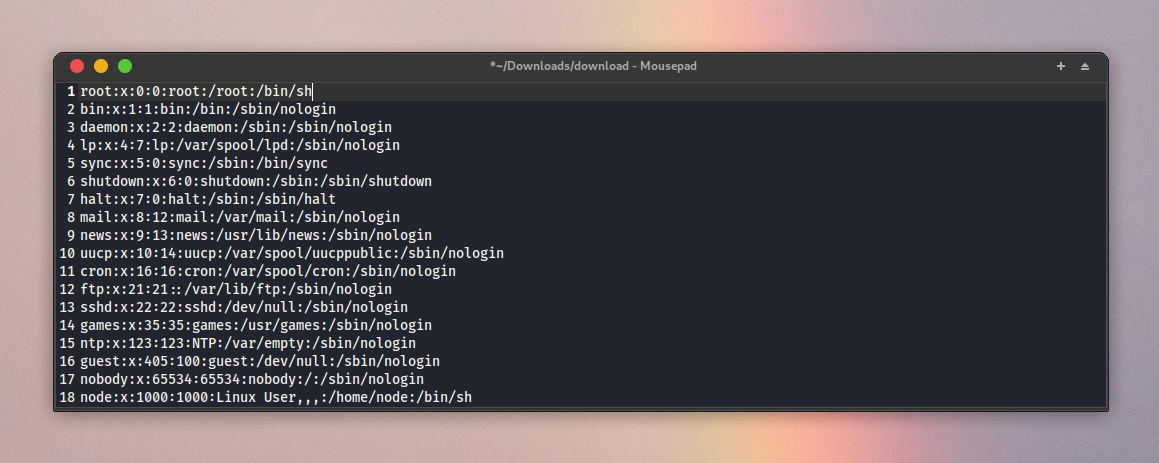 *~/Downloads/download - Mousepad
1 root:x:0:0:root:/root:/bin/sh
2 bin:x:1:1:bin:/bin:/sbin/nologin
3 daemon:x:2:2:daemon:/sbin:/sbin/nologin
4 lp:x:4:7:lp:/var/spool/lpd:/sbin/nologin
5 sync:x:5:0:sync:/sbin:/bin/sync
6 shutdown:x:6:0:shutdown:/sbin:/sbin/shutdown
7 halt:x:7:0:halt:/sbin:/sbin/halt
8 mail:x:8:12:mail:/var/mail:/sbin/nologin
9 news:x:9:13:news:/usr/lib/news:/sbin/nologin
10 uucp:x:10:14:uucp:/var/spool/uucppublic:/sbin/nologin
11 cron:x:16:16:cron:/var/spool/cron:/sbin/nologin
12 ftp:x:21:21::/var/lib/ftp:/sbin/nologin
13 sshd:x:22:22:sshd:/dev/null:/sbin/nologin
14 games:x:35:35:games:/usr/games:/sbin/nologin
15 ntp:x:123:123:NTP:/var/empty:/sbin/nologin
16 guest:x:405:100:guest:/dev/null:/sbin/nologin
17 nobody:x:65534:65534:nobody:/:/sbin/nologin
18 node:x:1000:1000:Linux User,,,:/home/node:/bin/sh